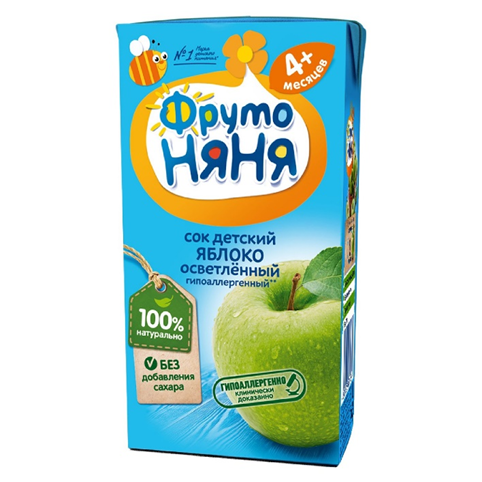 №1
4+
месяцев
Фруто
НЯНЯ
сок детский
ЯБЛОКО
осветлённый
гипоаллергенный**
100%
натурально
БЕЗ
добавления
сахара
ГИПОАЛЛЕРГЕННО
клинически
доказано